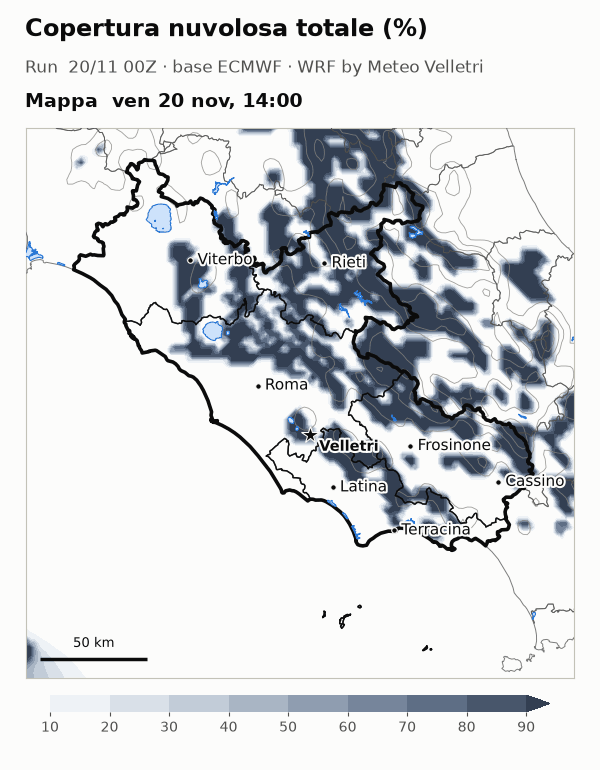 Copertura nuvolosa totale (%)
Run  20/11 00Z · base ECMWF · WRF by Meteo Velletri
Mappa  ven 20 nov, 14:00
Viterbo
Rieti
Roma
Velletri
Frosinone
Latina
Cassino
Terracina
50 km
10 20 30 40 50 60 70 80 90